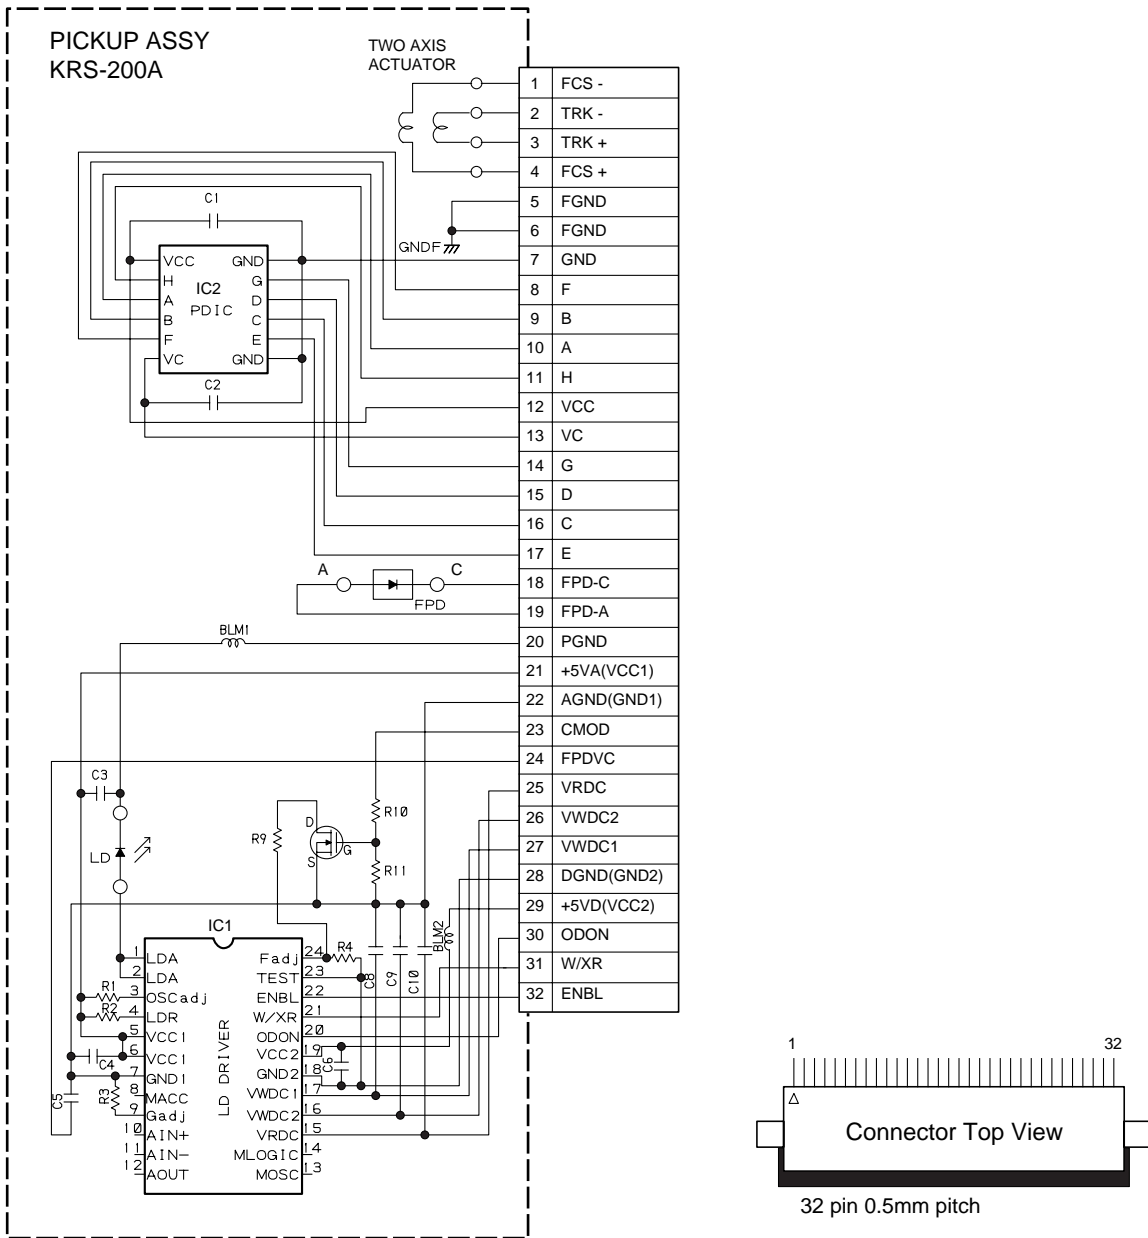 PICKUP ASSY
KRS-200A
TWO AXIS
ACTUATOR
1 FCS -
2 TRK -
3 TRK +
4 FCS +
5 FGND
6 FGND
7 GND
8 F
9 B
10 A
11 H
12 VCC
13 VC
14 G
15 D
16 C
17 E
18 FPD-C
19 FPD-A
20 PGND
21 +5VA(VCC1)
22 AGND(GND1)
23 CMOD
24 FPDVC
25 VRDC
26 VWDC2
27 VWDC1
28 DGND(GND2)
29 +5VD(VCC2)
30 ODON
31 W/XR
32 ENBL
GNDF
C1
VCC GND
H G
A D
B C
F E
VC GND
IC2
PDIC
C2
A C
FPD
BLM1
C3
LD
R9
D
G
S
R10
R11
BLM2
C8
C9
C10
R4
C6
IC1
LD DRIVER
R1
R2
C4
R3
C5
1 LDA
2 LDA
3 OSCadj
4 LDR
5 VCC1
6 VCC1
7 GND1
8 MACC
9 Gadj
10 AIN+
11 AIN-
12 AOUT
Fadj 24
TEST 23
ENBL 22
W/XR 21
ODON 20
VCC2 19
GND2 18
VWDC1 17
VWDC2 16
VRDC 15
MLOGIC 14
MOSC 13
1 32
Connector Top View
32 pin 0.5mm pitch